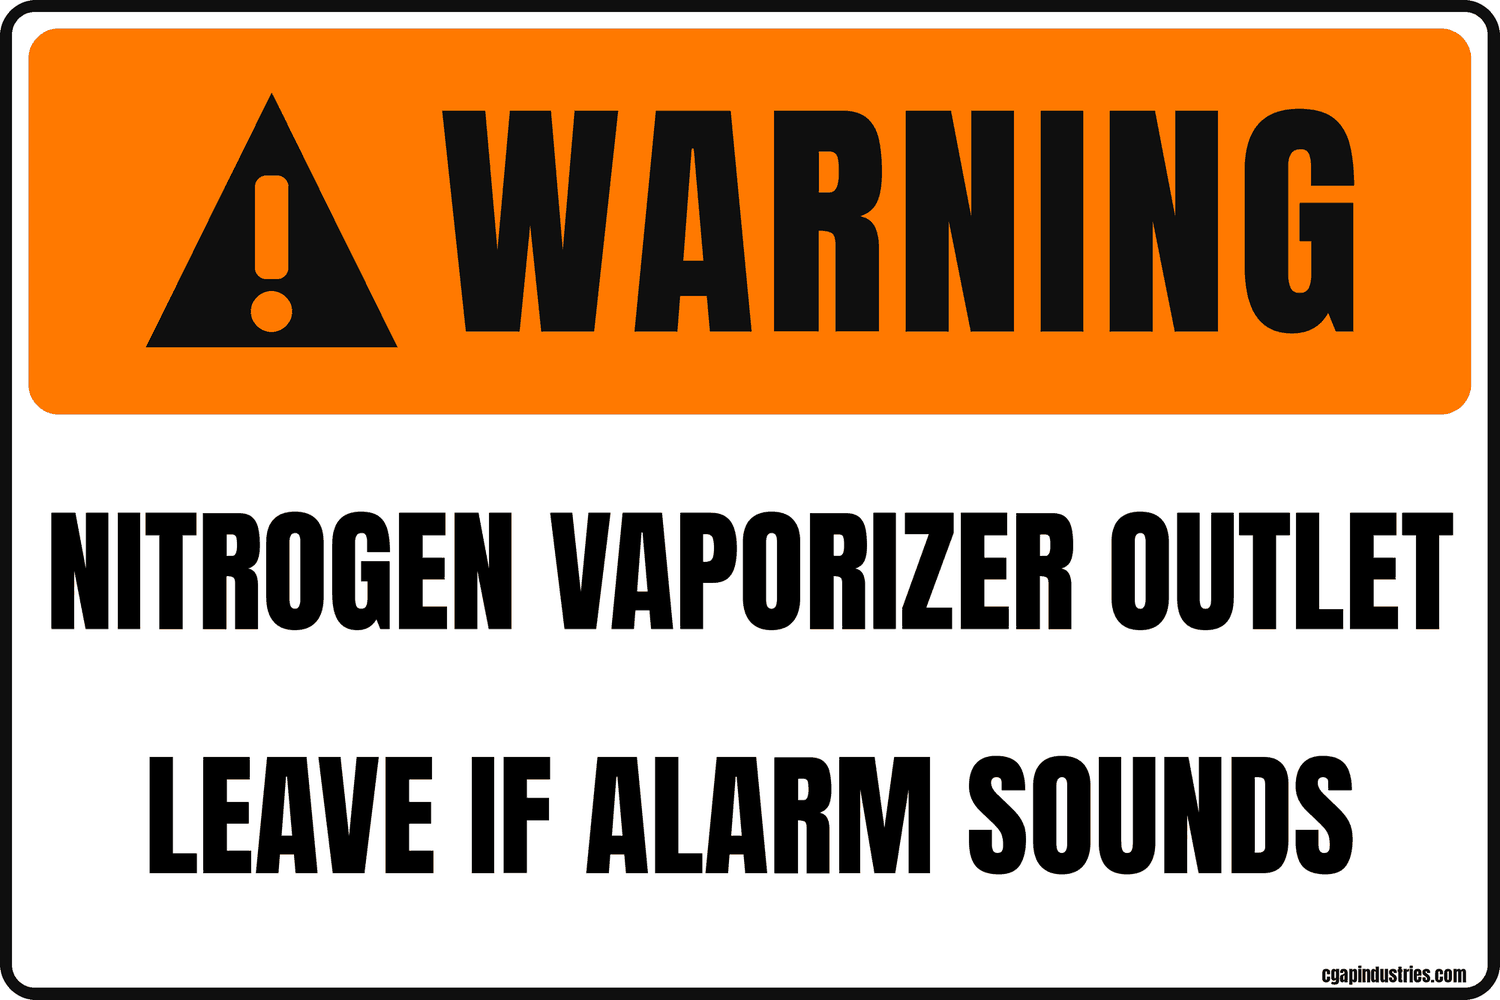 WARNING
NITROGEN VAPORIZER OUTLET
LEAVE IF ALARM SOUNDS
cgapindustries.com